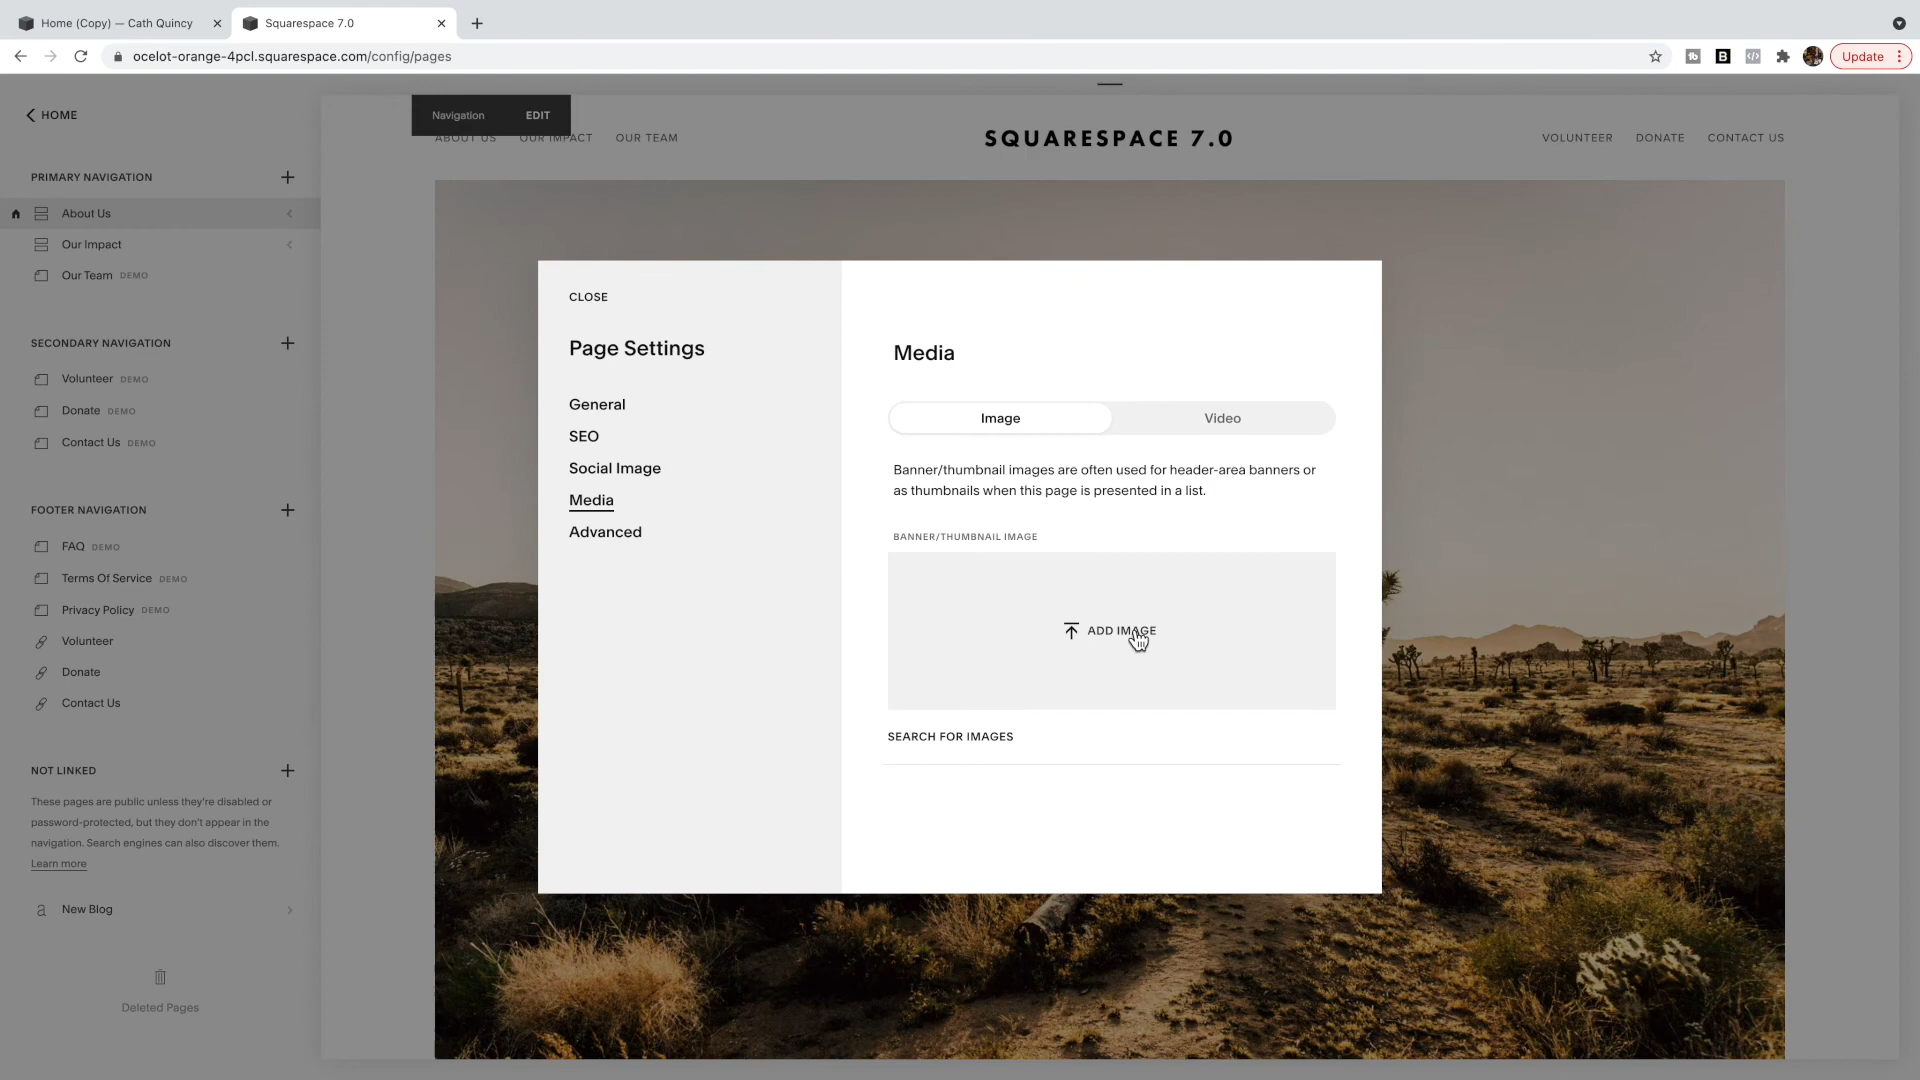 Home (Copy) — Cath Quincy
Squarespace 7.0
ocelot-orange-4pcl.squarespace.com/config/pages
Update
HOME
PRIMARY NAVIGATION
About Us
Our Impact
Our Team DEMO
SECONDARY NAVIGATION
Volunteer DEMO
Donate DEMO
Contact Us DEMO
FOOTER NAVIGATION
FAQ DEMO
Terms Of Service DEMO
Privacy Policy DEMO
Volunteer
Donate
Contact Us
NOT LINKED
These pages are public unless they're disabled or
password-protected, but they don't appear in the
navigation. Search engines can also discover them.
Learn more
New Blog
Deleted Pages
Navigation EDIT
ABOUT US OUR IMPACT OUR TEAM
SQUARESPACE 7.0
VOLUNTEER DONATE CONTACT US
CLOSE
Page Settings
General
SEO
Social Image
Media
Advanced
Media
Image Video
Banner/thumbnail images are often used for header-area banners or
as thumbnails when this page is presented in a list.
BANNER/THUMBNAIL IMAGE
ADD IMAGE
SEARCH FOR IMAGES